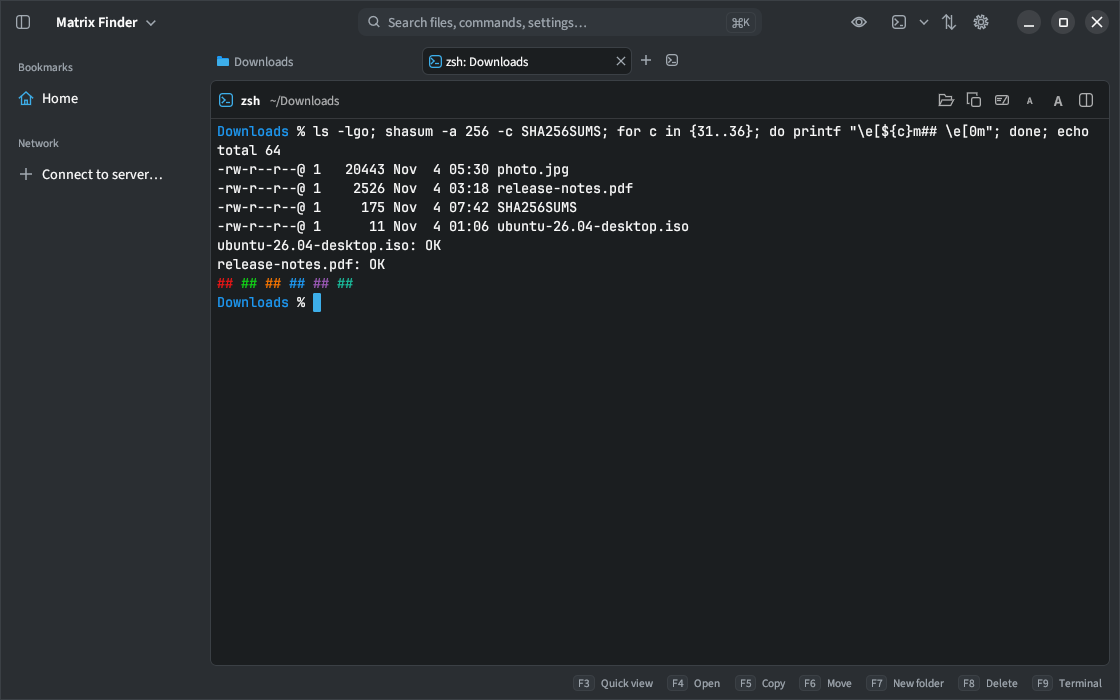 Matrix Finder
Search files, commands, settings…
⌘K
Bookmarks
Home
Network
Connect to server…
Downloads
zsh: Downloads
zsh ~/Downloads
A A
Downloads % ls -lgo; shasum -a 256 -c SHA256SUMS; for c in {31..36}; do printf "\e[${c}m## \e[0m"; done; echo
total 64
-rw-r--r--@ 1   20443 Nov  4 05:30 photo.jpg
-rw-r--r--@ 1    2526 Nov  4 03:18 release-notes.pdf
-rw-r--r--@ 1     175 Nov  4 07:42 SHA256SUMS
-rw-r--r--@ 1      11 Nov  4 01:06 ubuntu-26.04-desktop.iso
ubuntu-26.04-desktop.iso: OK
release-notes.pdf: OK
## ## ## ## ## ##
Downloads %
F3 Quick view F4 Open F5 Copy F6 Move F7 New folder F8 Delete F9 Terminal